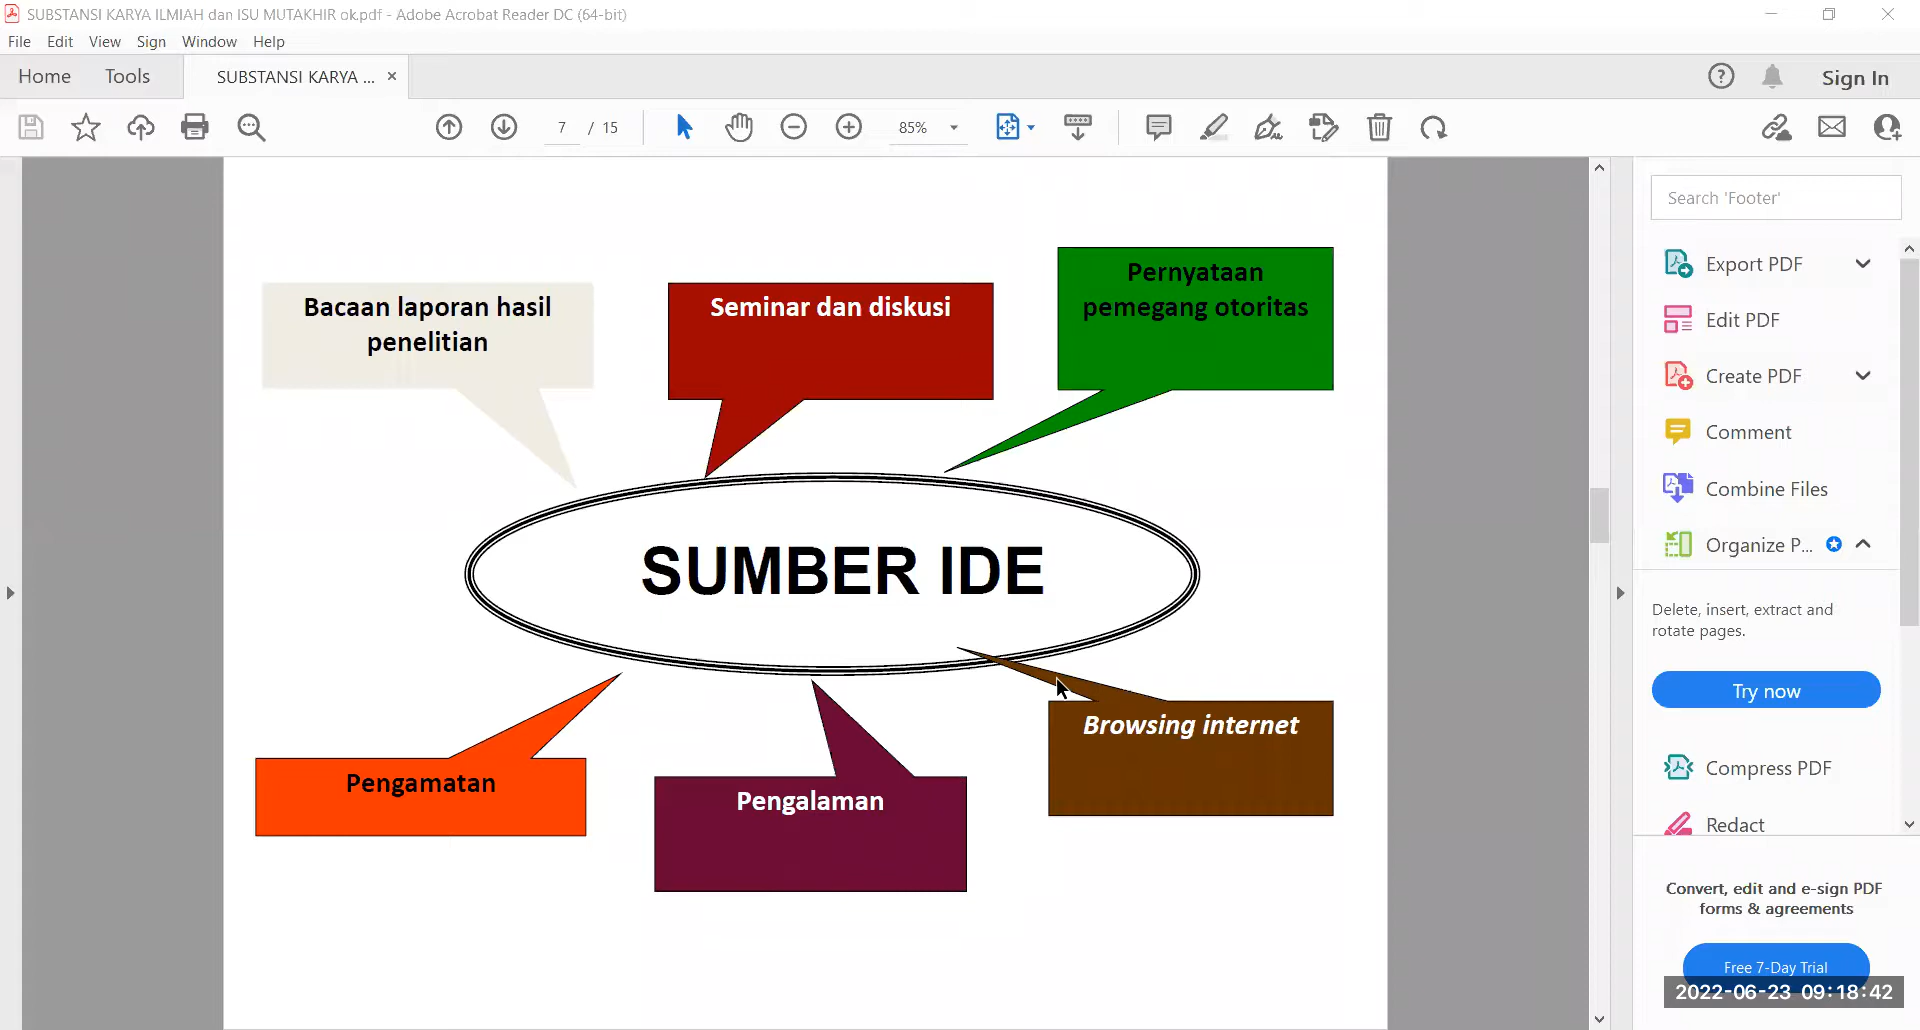 SUBSTANSI KARYA ILMIAH dan ISU MUTAKHIR ok.pdf - Adobe Acrobat Reader DC (64-bit)
File Edit View Sign Window Help
Home Tools SUBSTANSI KARYA ... × Sign In
7 / 15 85%
Search 'Footer'
Bacaan laporan hasil
penelitian
Seminar dan diskusi
Pernyataan
pemegang otoritas
SUMBER IDE
Pengamatan
Pengalaman
Browsing internet
Export PDF
Edit PDF
Create PDF
Comment
Combine Files
Organize P...
Delete, insert, extract and
rotate pages.
Try now
Compress PDF
Redact
Convert, edit and e-sign PDF
forms & agreements
Free 7-Day Trial
2022-06-23 09:18:42